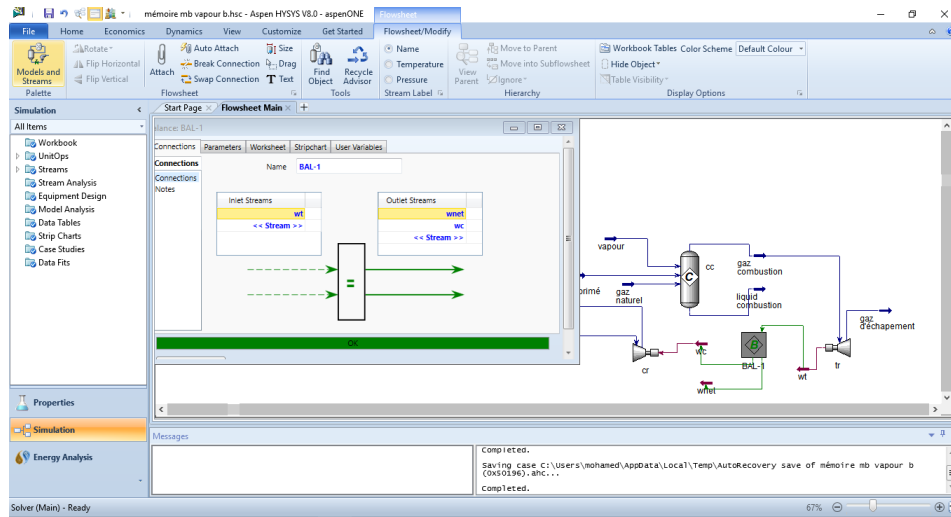 mémoire mb vapour b.hsc - Aspen HYSYS V8.0 - aspenONE
Flowsheet
File Home Economics Dynamics View Customize Get Started Flowsheet/Modify
Models and Streams
Rotate
Flip Horizontal
Flip Vertical
Palette
Attach
Auto Attach
Break Connection
Swap Connection
Size
Drag
Text
Flowsheet
Find Object
Recycle Advisor
Tools
Name
Temperature
Pressure
Stream Label
View Parent
Move to Parent
Move into Subflowsheet
Ignore
Hierarchy
Workbook Tables Color Scheme Default Colour
Hide Object
Table Visibility
Display Options
Simulation <
All Items
Workbook
UnitOps
Streams
Stream Analysis
Equipment Design
Model Analysis
Data Tables
Strip Charts
Case Studies
Data Fits
Properties
Simulation
Energy Analysis
Start Page Flowsheet Main +
lance: BAL-1
Connections Parameters Worksheet Stripchart User Variables
Connections
Connections
Notes
Name BAL-1
Inlet Streams
wt
<< Stream >>
Outlet Streams
wnet
wc
<< Stream >>
=
OK
vapour
primé
gaz
naturel
C
cc
gaz
combustion
liquid
combustion
gaz
d'échapement
cr
wc
B
BAL-1
wnet
wt
tr
Messages
Completed.
Saving case C:\Users\mohamed\AppData\Local\Temp\AutoRecovery save of mémoire mb vapour b
(0x50196).ahc...
Completed.
Solver (Main) - Ready
67%